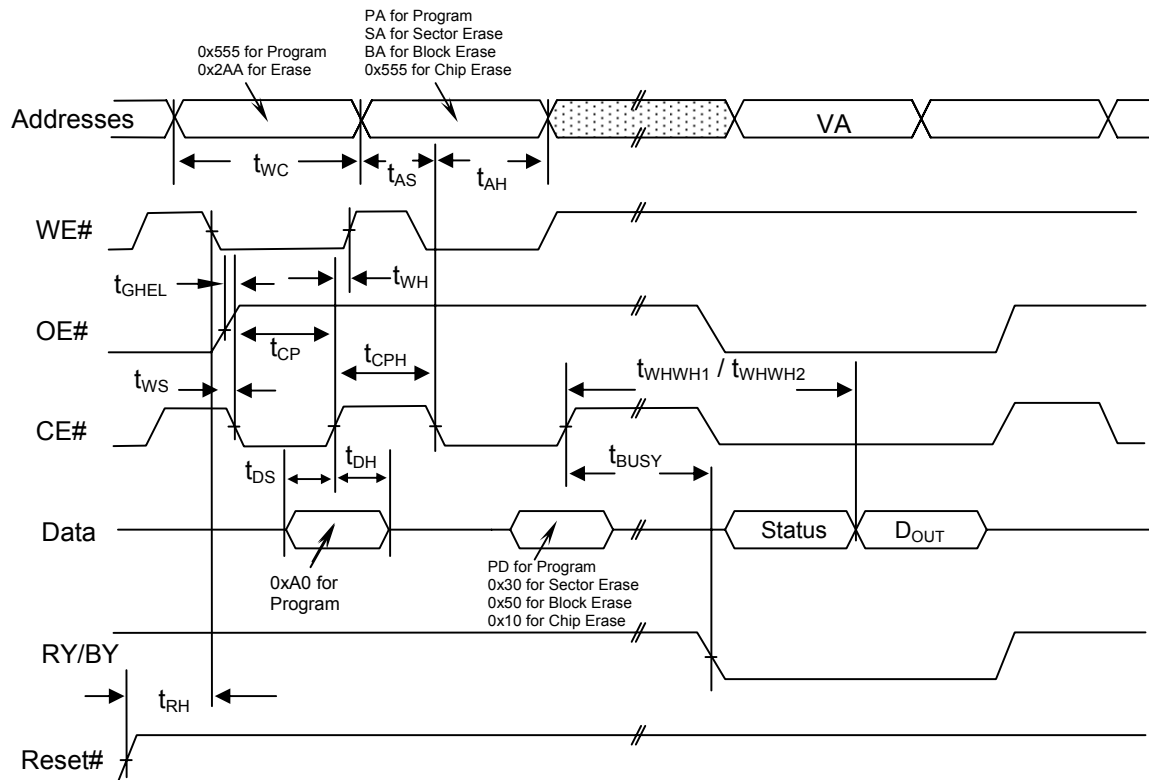 PA for Program
SA for Sector Erase
BA for Block Erase
0x555 for Chip Erase
0x555 for Program
0x2AA for Erase
Addresses
VA
tWC
tAS
tAH
WE#
tGHEL
tWH
OE#
tCP
tCPH
tWHWH1 / tWHWH2
tWS
CE#
tDS
tDH
tBUSY
Data
Status
DOUT
0xA0 for
Program
PD for Program
0x30 for Sector Erase
0x50 for Block Erase
0x10 for Chip Erase
RY/BY
tRH
Reset#